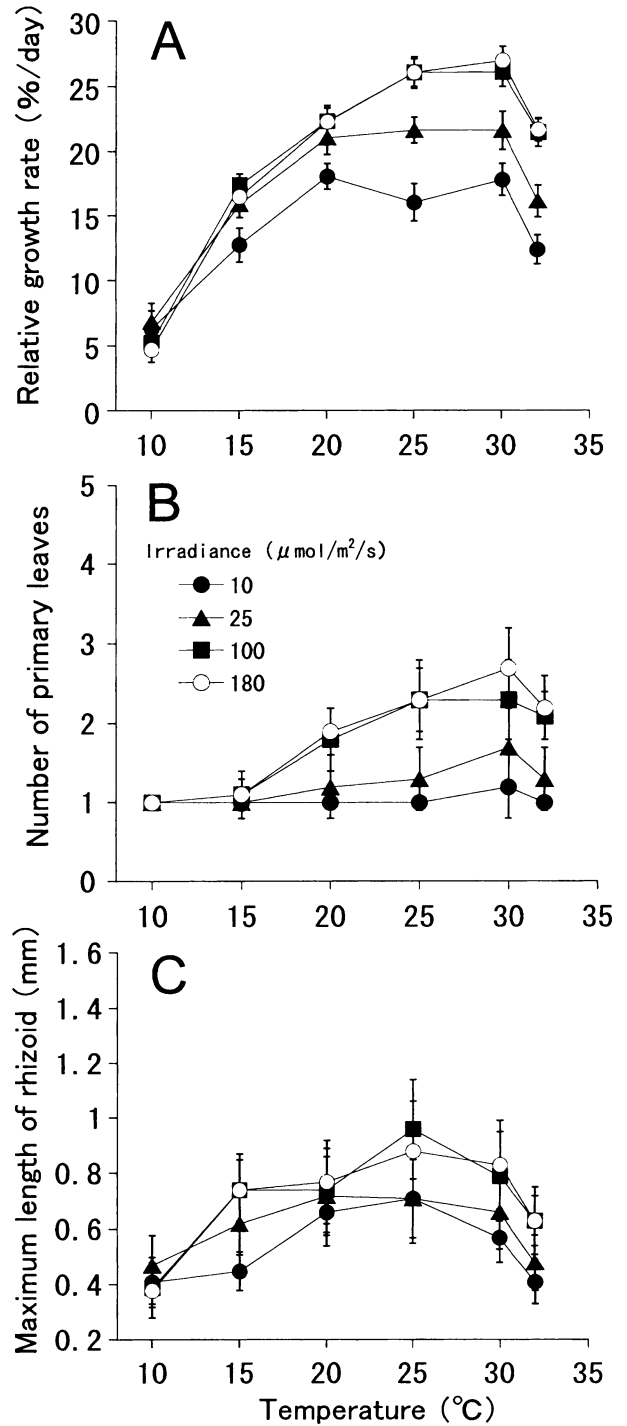 A
Relative growth rate (%/day)
30
25
20
15
10
5
0
10 15 20 25 30 35
B
Number of primary leaves
5
4
3
2
1
0
Irradiance (μmol/m²/s)
10
25
100
180
10 15 20 25 30 35
C
Maximum length of rhizoid (mm)
1.6
1.4
1.2
1
0.8
0.6
0.4
0.2
10 15 20 25 30 35
Temperature (℃)